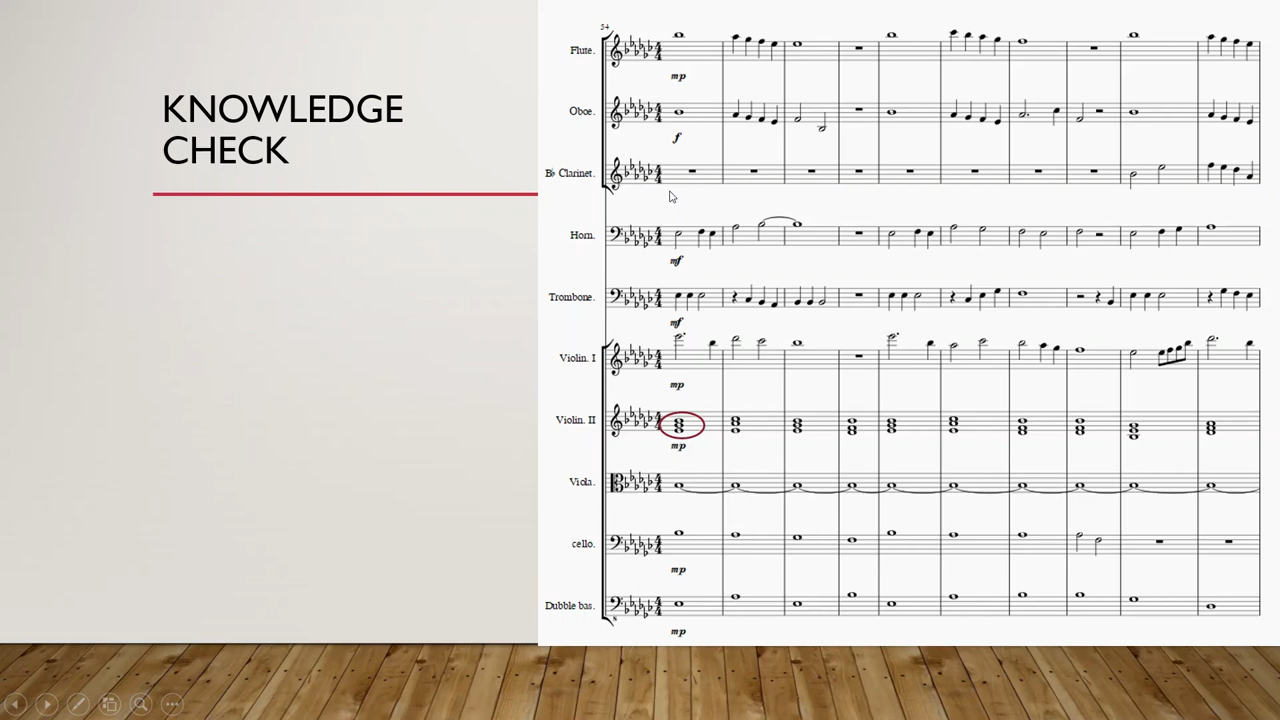 KNOWLEDGE
CHECK
54
Flute.
mp
Oboe.
f
B♭ Clarinet.
Horn.
mf
Trombone.
mf
Violin. I
mp
Violin. II
mp
Viola.
cello.
mp
Dubble bas.
8
mp